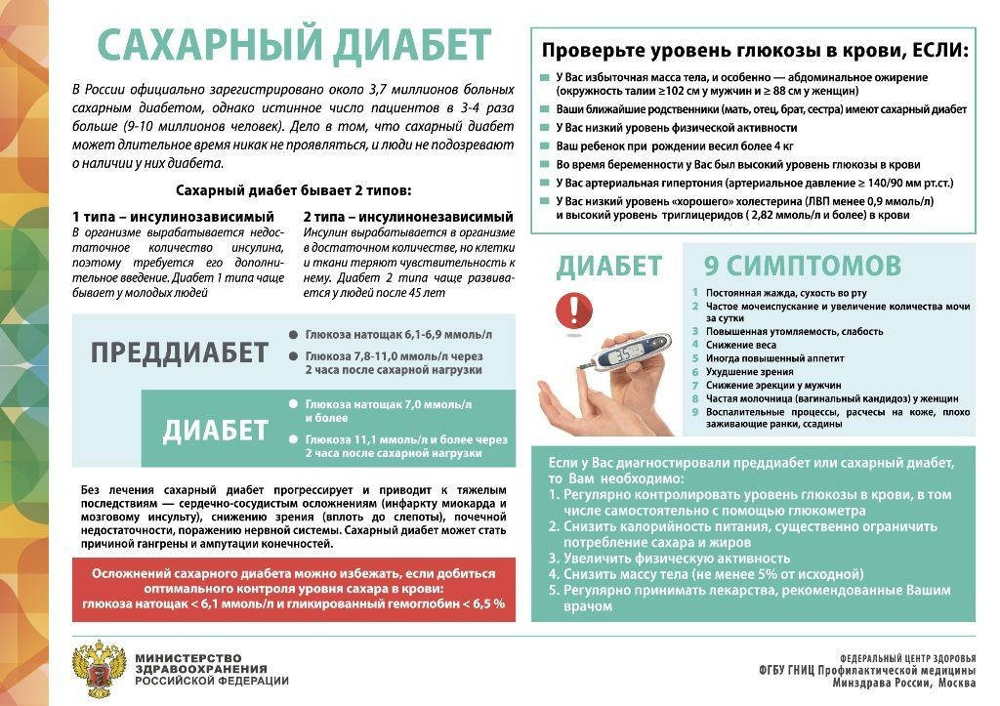 САХАРНЫЙ ДИАБЕТ
В России официально зарегистрировано около 3,7 миллионов больных
сахарным диабетом, однако истинное число пациентов в 3-4 раза
больше (9-10 миллионов человек). Дело в том, что сахарный диабет
может длительное время никак не проявляться, и люди не подозревают
о наличии у них диабета.
Сахарный диабет бывает 2 типов:
1 типа – инсулинозависимый
В организме вырабатывается недос-
таточное количество инсулина,
поэтому требуется его дополни-
тельное введение. Диабет 1 типа чаще
бывает у молодых людей
2 типа – инсулинонезависимый
Инсулин вырабатывается в организме
в достаточном количестве, но клетки
и ткани теряют чувствительность к
нему. Диабет 2 типа чаще развива-
ется у людей после 45 лет
ПРЕДДИАБЕТ
● Глюкоза натощак 6,1-6,9 ммоль/л
● Глюкоза 7,8-11,0 ммоль/л через
2 часа после сахарной нагрузки
ДИАБЕТ
● Глюкоза натощак 7,0 ммоль/л
и более
● Глюкоза 11,1 ммоль/л и более через
2 часа после сахарной нагрузки
Без лечения сахарный диабет прогрессирует и приводит к тяжелым
последствиям — сердечно-сосудистым осложнениям (инфаркту миокарда и
мозговому инсульту), снижению зрения (вплоть до слепоты), почечной
недостаточности, поражению нервной системы. Сахарный диабет может стать
причиной гангрены и ампутации конечностей.
Осложнений сахарного диабета можно избежать, если добиться
оптимального контроля уровня сахара в крови:
глюкоза натощак < 6,1 ммоль/л и гликированный гемоглобин < 6,5 %
Проверьте уровень глюкозы в крови, ЕСЛИ:
У Вас избыточная масса тела, и особенно — абдоминальное ожирение
(окружность талии ≥102 см у мужчин и ≥ 88 см у женщин)
Ваши ближайшие родственники (мать, отец, брат, сестра) имеют сахарный диабет
У Вас низкий уровень физической активности
Ваш ребенок при рождении весил более 4 кг
Во время беременности у Вас был высокий уровень глюкозы в крови
У Вас артериальная гипертония (артериальное давление ≥ 140/90 мм рт.ст.)
У Вас низкий уровень «хорошего» холестерина (ЛВП менее 0,9 ммоль/л)
и высокий уровень триглицеридов ( 2,82 ммоль/л и более) в крови
ДИАБЕТ 9 СИМПТОМОВ
1 Постоянная жажда, сухость во рту
2 Частое мочеиспускание и увеличение количества мочи
за сутки
3 Повышенная утомляемость, слабость
4 Снижение веса
5 Иногда повышенный аппетит
6 Ухудшение зрения
7 Снижение эрекции у мужчин
8 Частая молочница (вагинальный кандидоз) у женщин
9 Воспалительные процессы, расчесы на коже, плохо
заживающие ранки, ссадины
Если у Вас диагностировали преддиабет или сахарный диабет,
то Вам необходимо:
1. Регулярно контролировать уровень глюкозы в крови, в том
числе самостоятельно с помощью глюкометра
2. Снизить калорийность питания, существенно ограничить
потребление сахара и жиров
3. Увеличить физическую активность
4. Снизить массу тела (не менее 5% от исходной)
5. Регулярно принимать лекарства, рекомендованные Вашим
врачом
МИНИСТЕРСТВО
ЗДРАВООХРАНЕНИЯ
РОССИЙСКОЙ ФЕДЕРАЦИИ
ФЕДЕРАЛЬНЫЙ ЦЕНТР ЗДОРОВЬЯ
ФГБУ ГНИЦ Профилактической медицины
Минздрава России, Москва